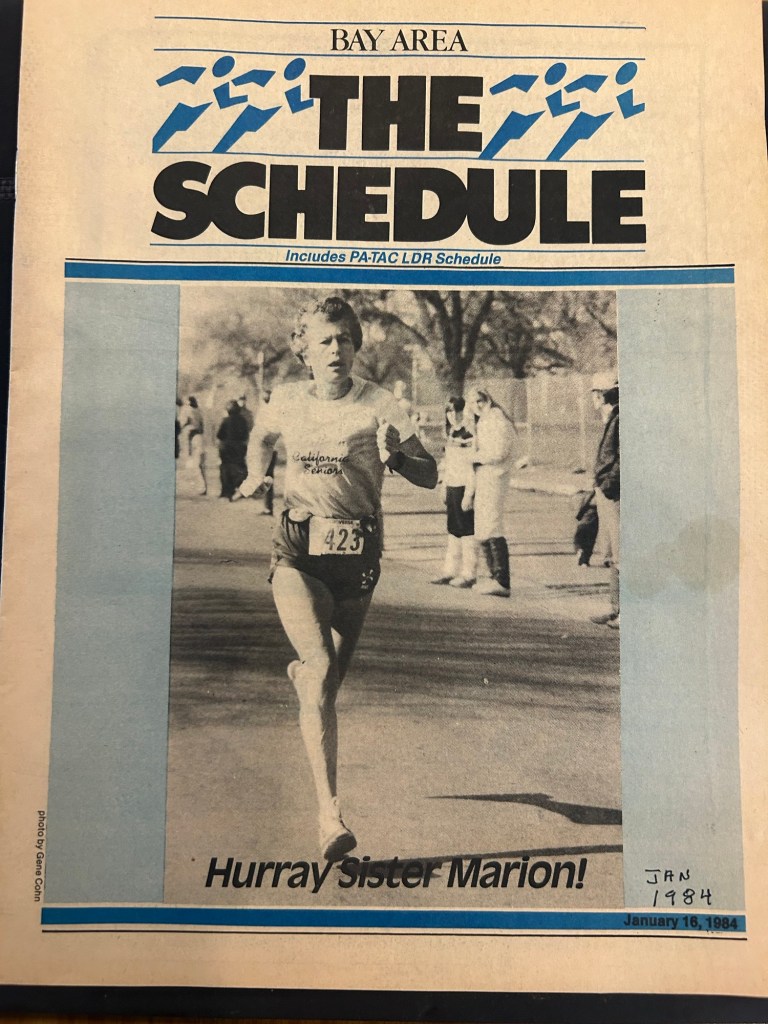 BAY AREA
THE
SCHEDULE
Includes PA-TAC LDR Schedule
California
Seniors
423
Hurray Sister Marion!
photo by Gene Cohn
JAN
1984
January 16, 1984